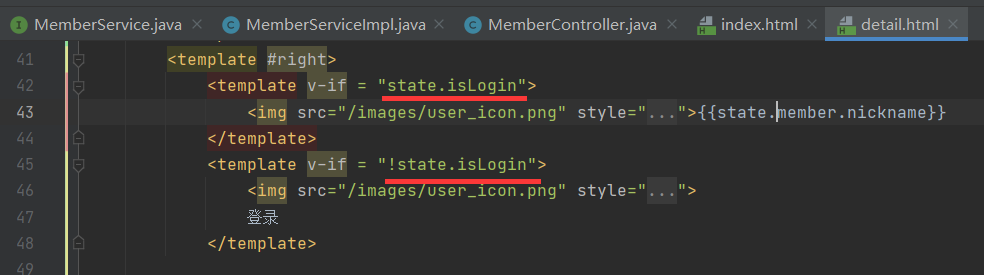 MemberService.java × MemberServiceImpl.java × MemberController.java × index.html × detail.html ×
41 <template #right>
42 <template v-if = "state.isLogin">
43 <img src="/images/user_icon.png" style="...">{{state.member.nickname}}
44 </template>
45 <template v-if = "!state.isLogin">
46 <img src="/images/user_icon.png" style="...">
47 登录
48 </template>
49